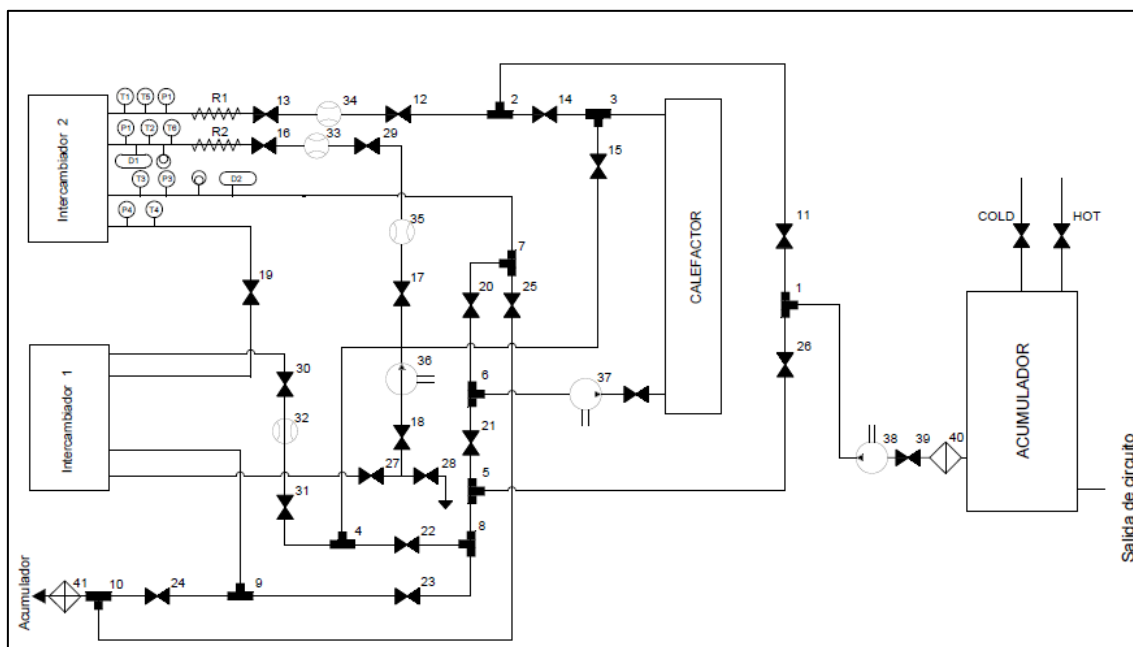 T1 T5 P1 R1 13 34 12 2 14 3
P1 T2 T6 R2 16 33 29
D1
T3 P3 D2
P4 T4
Intercambiador 2
15
35
7
CALEFACTOR
11
COLD HOT
19 17 20 25
1
26
Intercambiador 1
30 36 6 37
32
18 21
27 28
5
31
4 22 8
38 39 40
ACUMULADOR
Salida de circuito
Acumulador
41 10 24 9 23